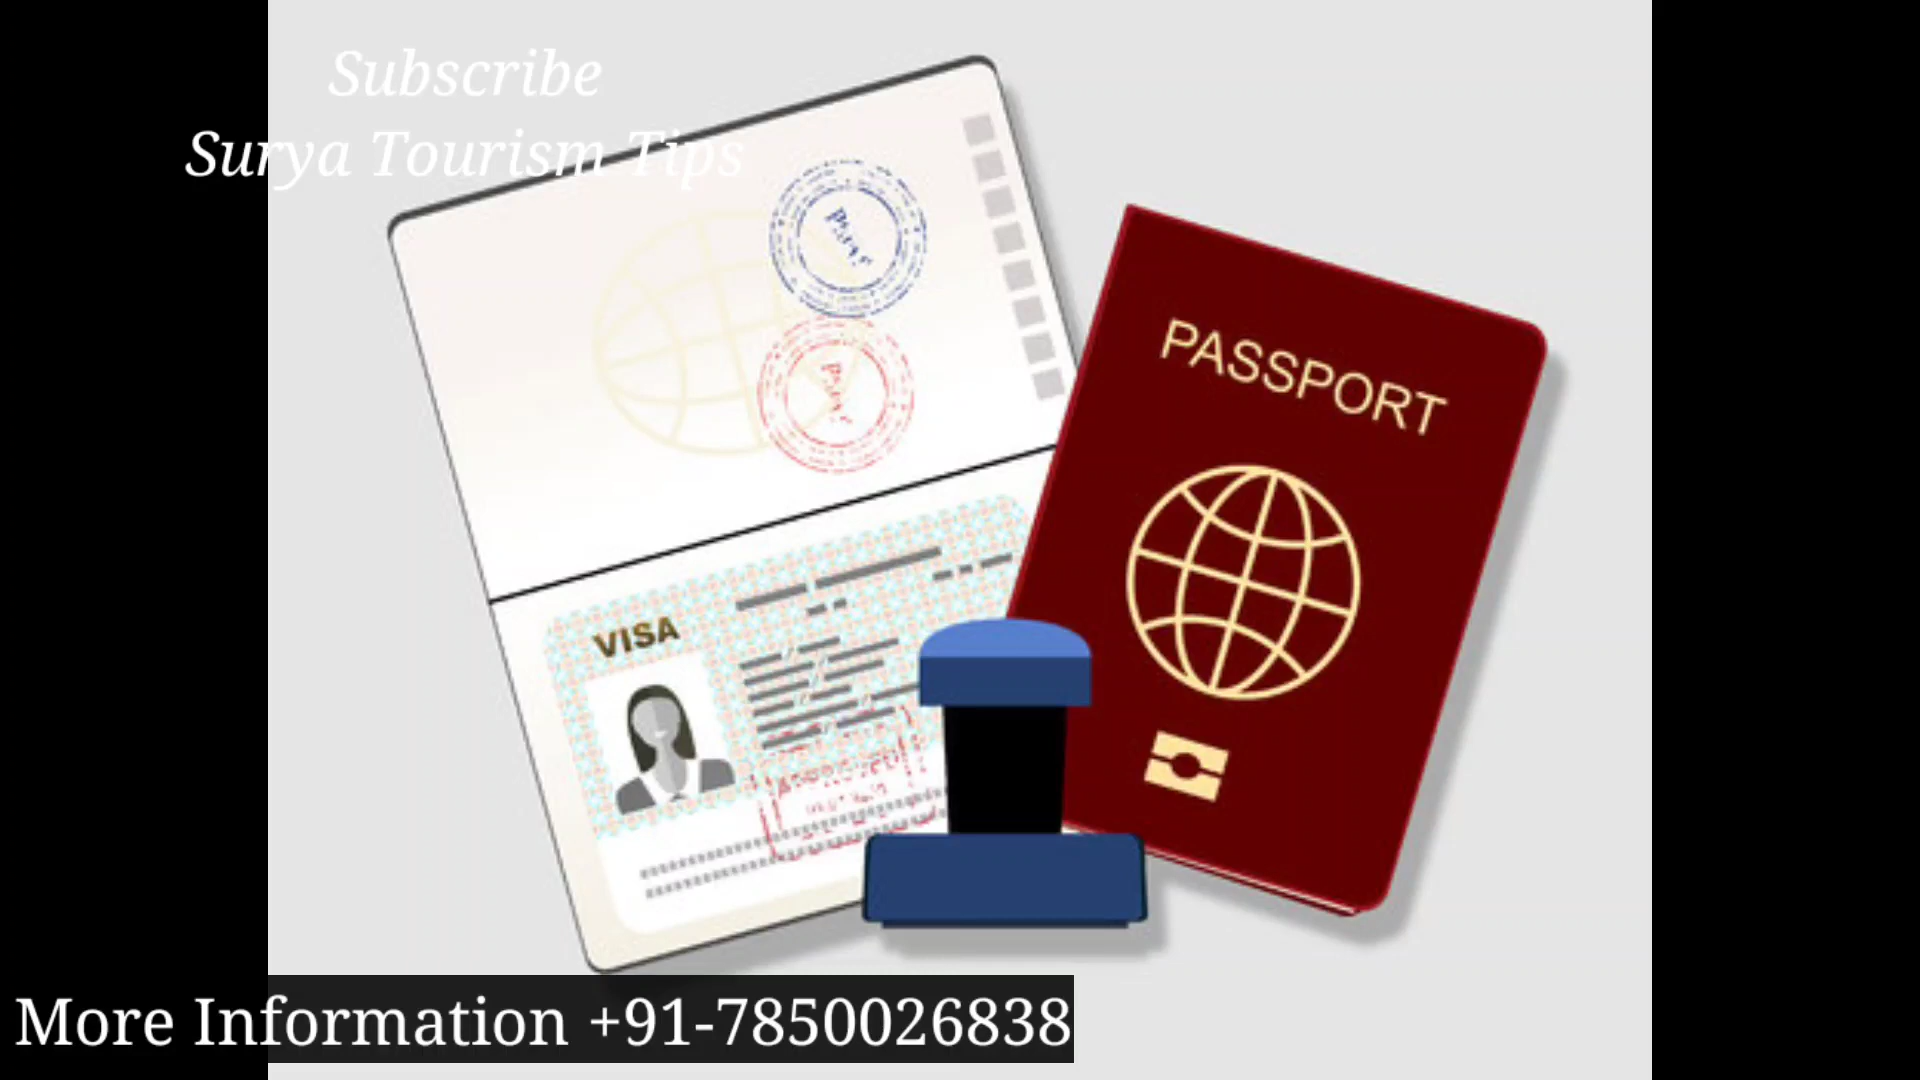 Subscribe
Surya Tourism Tips
PASSPORT
VISA
More Information +91-7850026838